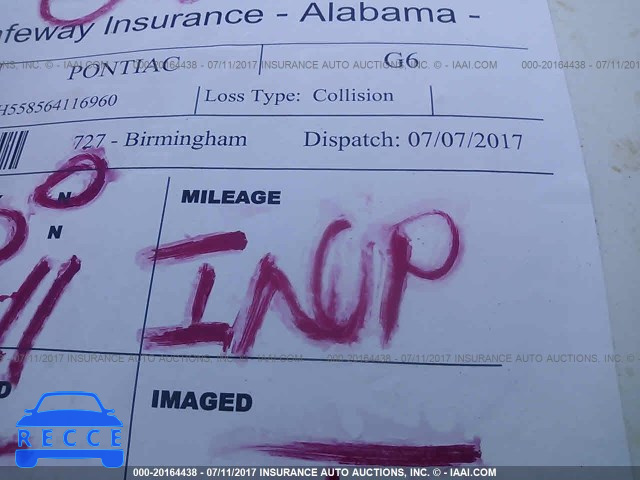 afeway Insurance - Alabama -
PONTIAC G6
H558564116960 Loss Type: Collision
727 - Birmingham Dispatch: 07/07/2017
N MILEAGE
N
INOP
D IMAGED
RECCE
000-20164438 - 07/11/2017 INSURANCE AUTO AUCTIONS, INC. © - IAAI.COM